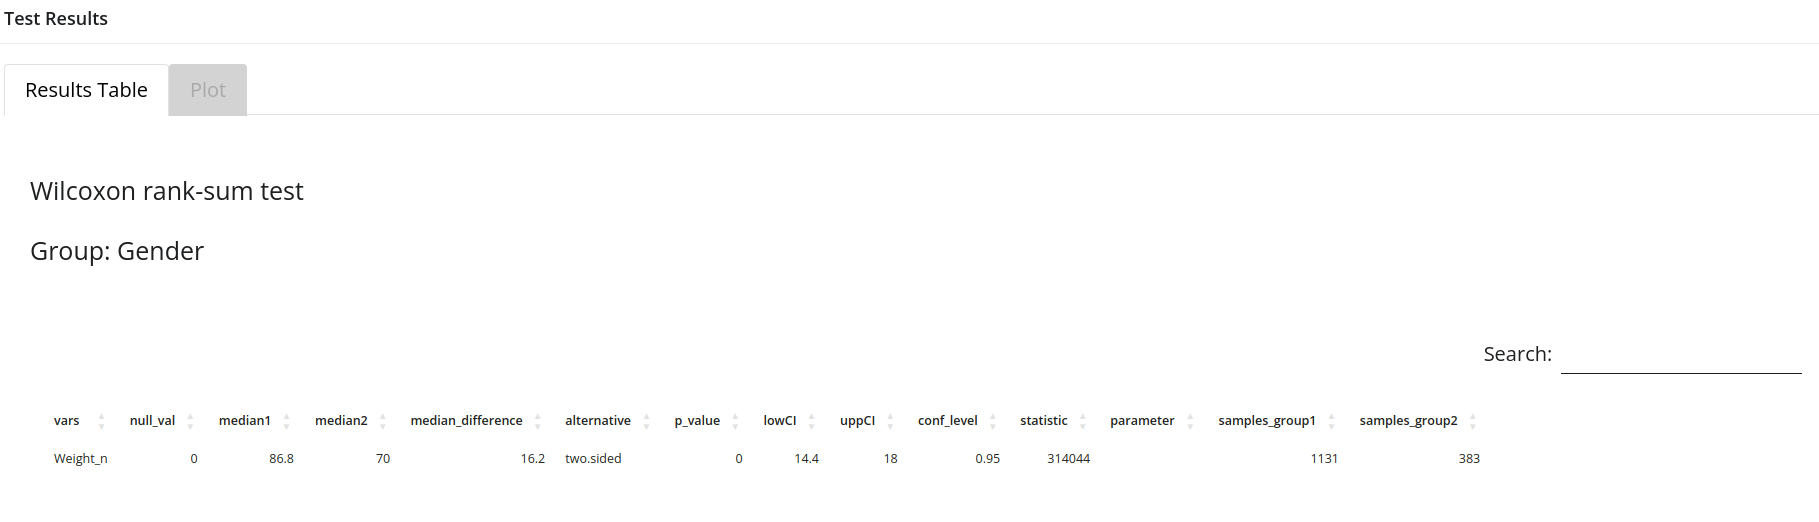 Test Results
Results Table Plot
Wilcoxon rank-sum test
Group: Gender
Search:
vars null_val median1 median2 median_difference alternative p_value lowCI uppCI conf_level statistic parameter samples_group1 samples_group2
Weight_n 0 86.8 70 16.2 two.sided 0 14.4 18 0.95 314044 1131 383